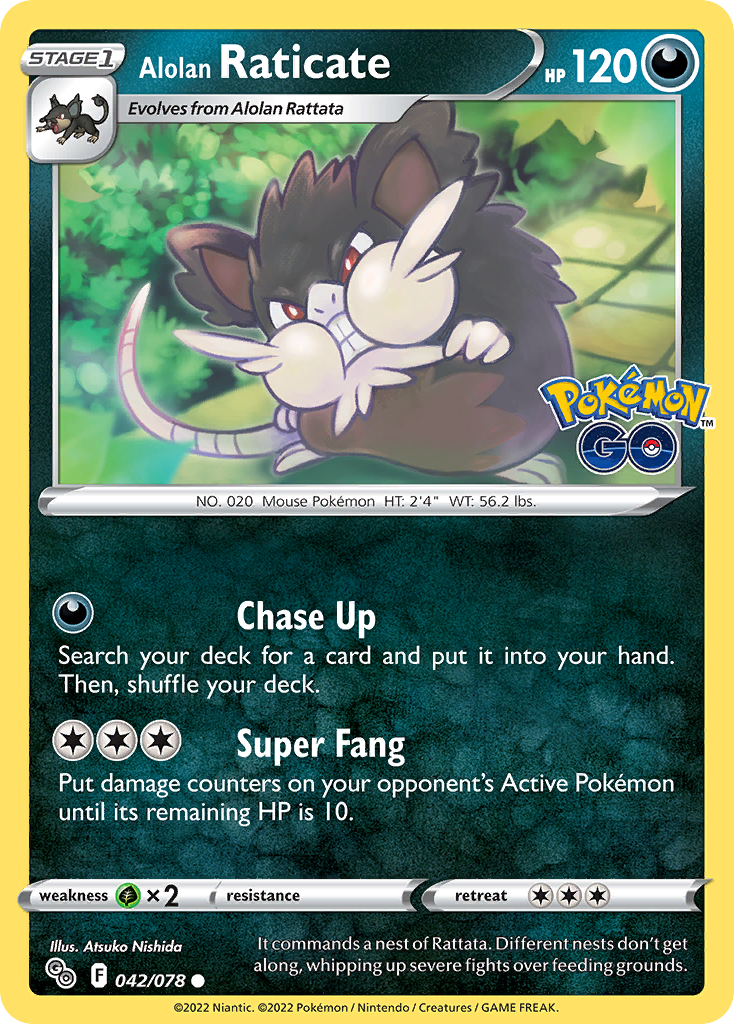 STAGE 1
Alolan Raticate
HP 120
Evolves from Alolan Rattata
Pokémon
GO
TM
NO. 020 Mouse Pokémon HT: 2'4" WT: 56.2 lbs.
Chase Up
Search your deck for a card and put it into your hand.
Then, shuffle your deck.
Super Fang
Put damage counters on your opponent's Active Pokémon
until its remaining HP is 10.
weakness ×2 resistance retreat
Illus. Atsuko Nishida
It commands a nest of Rattata. Different nests don't get
along, whipping up severe fights over feeding grounds.
GO F 042/078
©2022 Niantic. ©2022 Pokémon / Nintendo / Creatures / GAME FREAK.